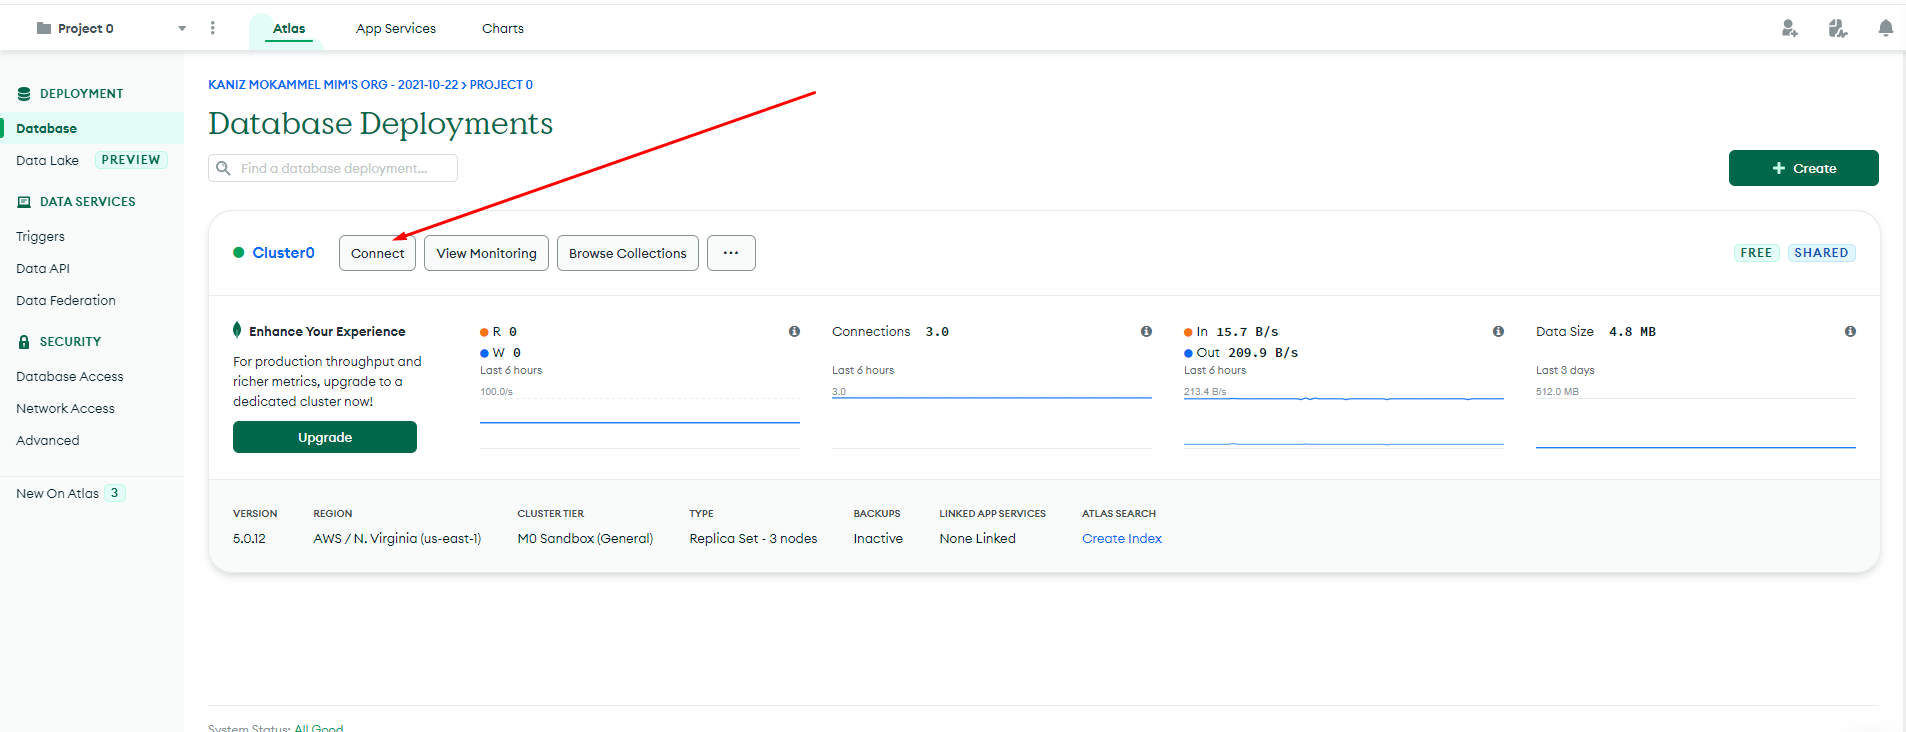 Project 0
Atlas
App Services
Charts
DEPLOYMENT
Database
Data Lake PREVIEW
DATA SERVICES
Triggers
Data API
Data Federation
SECURITY
Database Access
Network Access
Advanced
New On Atlas 3
KANIZ MOKAMMEL MIM'S ORG - 2021-10-22 > PROJECT 0
Database Deployments
Find a database deployment...
+ Create
Cluster0
Connect
View Monitoring
Browse Collections
...
FREE SHARED
Enhance Your Experience
For production throughput and
richer metrics, upgrade to a
dedicated cluster now!
Upgrade
R 0
W 0
Last 6 hours
100.0/s
Connections 3.0
Last 6 hours
3.0
In 15.7 B/s
Out 209.9 B/s
Last 6 hours
213.4 B/s
Data Size 4.8 MB
Last 3 days
512.0 MB
VERSION
5.0.12
REGION
AWS / N. Virginia (us-east-1)
CLUSTER TIER
M0 Sandbox (General)
TYPE
Replica Set - 3 nodes
BACKUPS
Inactive
LINKED APP SERVICES
None Linked
ATLAS SEARCH
Create Index
System Status: All Good